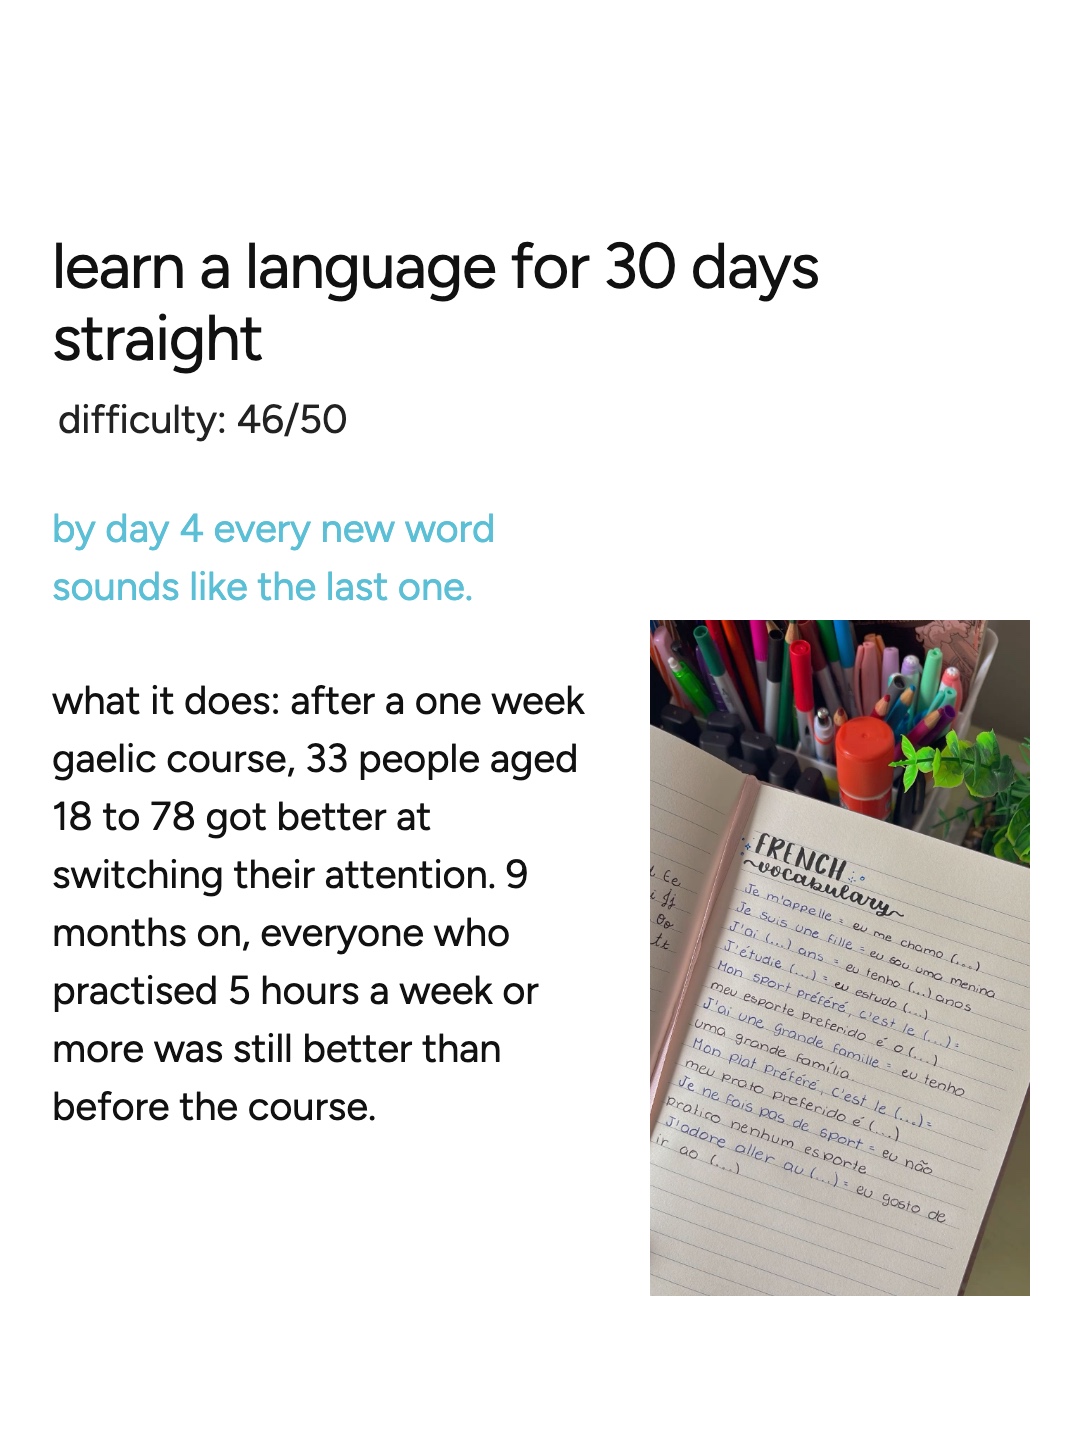 learn a language for 30 days
straight
difficulty: 46/50
by day 4 every new word
sounds like the last one.
what it does: after a one week
gaelic course, 33 people aged
18 to 78 got better at
switching their attention. 9
months on, everyone who
practised 5 hours a week or
more was still better than
before the course.
FRENCH
~vocabulary~
Je m'appelle = eu me chamo (...)
Je suis une fille = eu sou uma menina
J'ai (...) ans = eu tenho (...) anos
J'étudie (...) = eu estudo (...)
Mon sport préféré, c'est le (...) =
meu esporte preferido é o (...)
J'ai une grande famille = eu tenho
uma grande família
Mon plat préféré, c'est le (...) =
meu prato preferido é (...)
Je ne fais pas de sport = eu não
pratico nenhum esporte
J'adore aller au (...) = eu gosto de
ir ao (...)